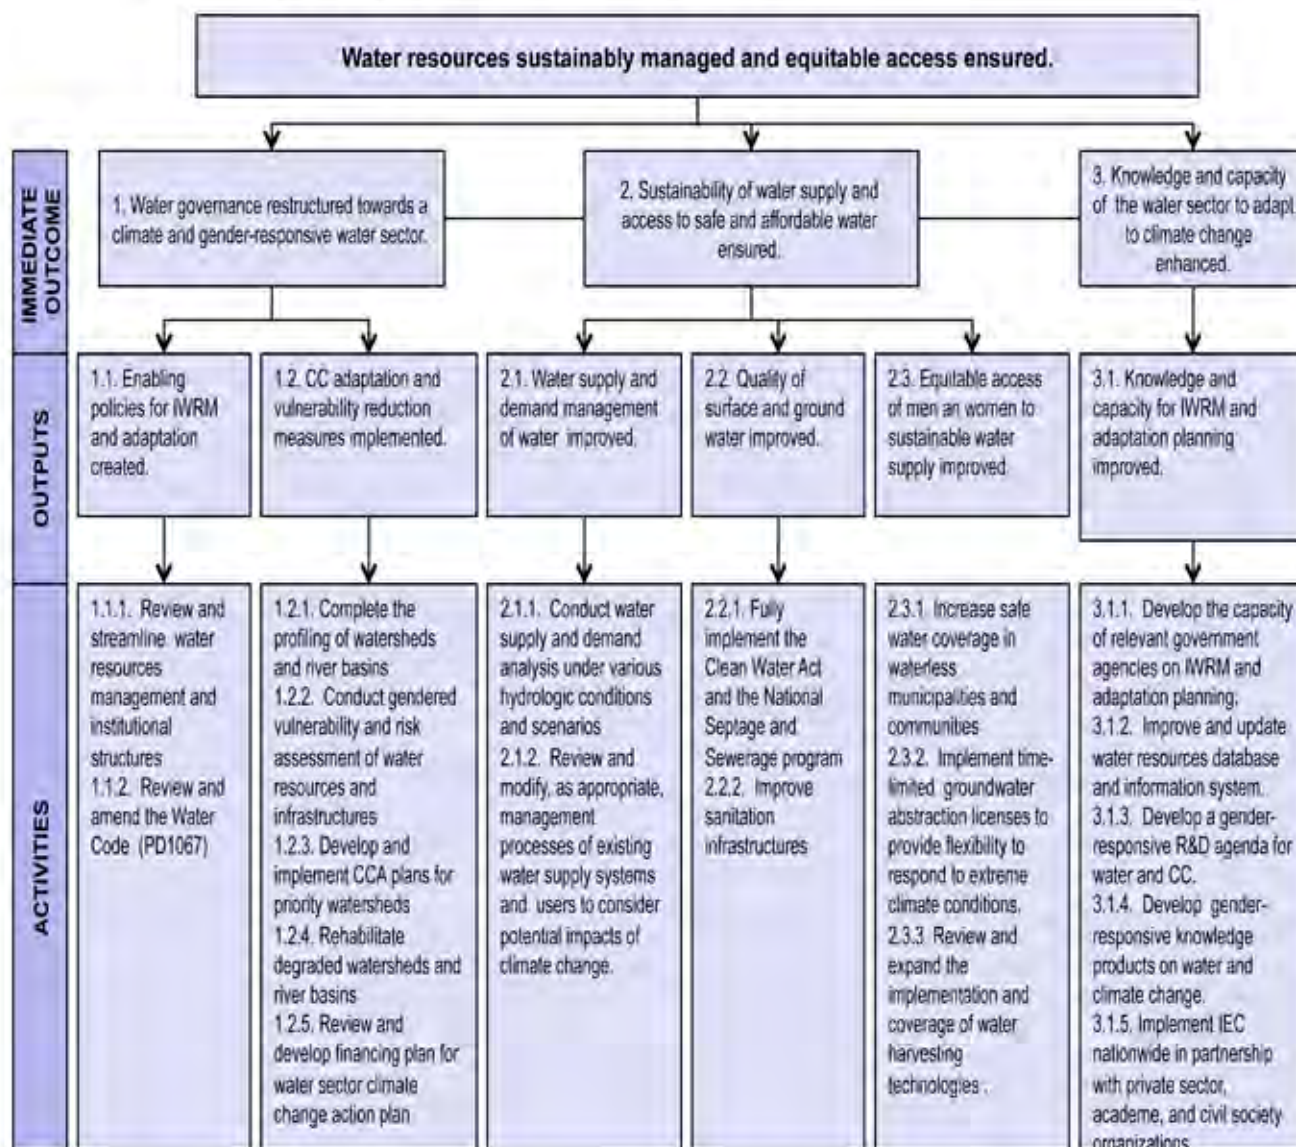 Water resources sustainably managed and equitable access ensured.
IMMEDIATE
OUTCOME
1. Water governance restructured towards a
climate and gender-responsive water sector.
2. Sustainability of water supply and
access to safe and affordable water
ensured.
3. Knowledge and capacity
of the water sector to adapt
to climate change
enhanced.
OUTPUTS
1.1. Enabling
policies for IWRM
and adaptation
created.
1.2. CC adaptation and
vulnerability reduction
measures implemented.
2.1. Water supply and
demand management
of water improved.
2.2. Quality of
surface and ground
water improved.
2.3. Equitable access
of men an women to
sustainable water
supply improved.
3.1. Knowledge and
capacity for IWRM and
adaptation planning
improved.
ACTIVITIES
1.1.1. Review and
streamline water
resources
management and
institutional
structures
1.1.2. Review and
amend the Water
Code (PD1067)
1.2.1. Complete the
profiling of watersheds
and river basins
1.2.2. Conduct gendered
vulnerability and risk
assessment of water
resources and
infrastructures
1.2.3. Develop and
implement CCA plans for
priority watersheds
1.2.4. Rehabilitate
degraded watersheds and
river basins
1.2.5. Review and
develop financing plan for
water sector climate
change action plan
2.1.1. Conduct water
supply and demand
analysis under various
hydrologic conditions
and scenarios
2.1.2. Review and
modify, as appropriate,
management
processes of existing
water supply systems
and users to consider
potential impacts of
climate change.
2.2.1. Fully
implement the
Clean Water Act
and the National
Septage and
Sewerage program
2.2.2. Improve
sanitation
infrastructures
2.3.1. Increase safe
water coverage in
waterless
municipalities and
communities
2.3.2. Implement time-
limited groundwater
abstraction licenses to
provide flexibility to
respond to extreme
climate conditions.
2.3.3 Review and
expand the
implementation and
coverage of water
harvesting
technologies .
3.1.1. Develop the capacity
of relevant government
agencies on IWRM and
adaptation planning.
3.1.2. Improve and update
water resources database
and information system.
3.1.3. Develop a gender-
responsive R&D agenda for
water and CC.
3.1.4. Develop gender-
responsive knowledge
products on water and
climate change.
3.1.5. Implement IEC
nationwide in partnership
with private sector,
academe, and civil society
organizations